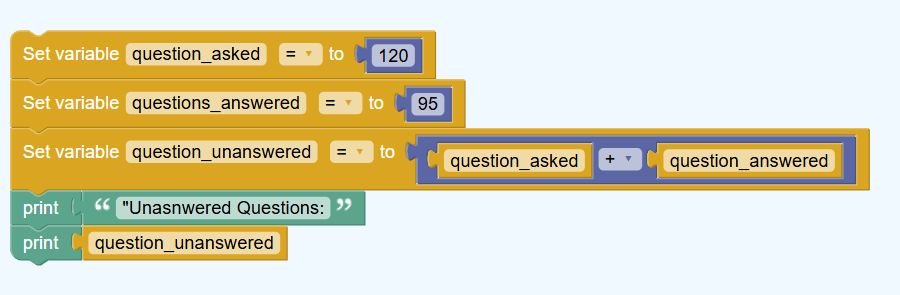 Set variable question_asked = to 120
Set variable questions_answered = to 95
Set variable question_unanswered = to question_asked + question_answered
print “ "Unasnwered Questions: ”
print question_unanswered